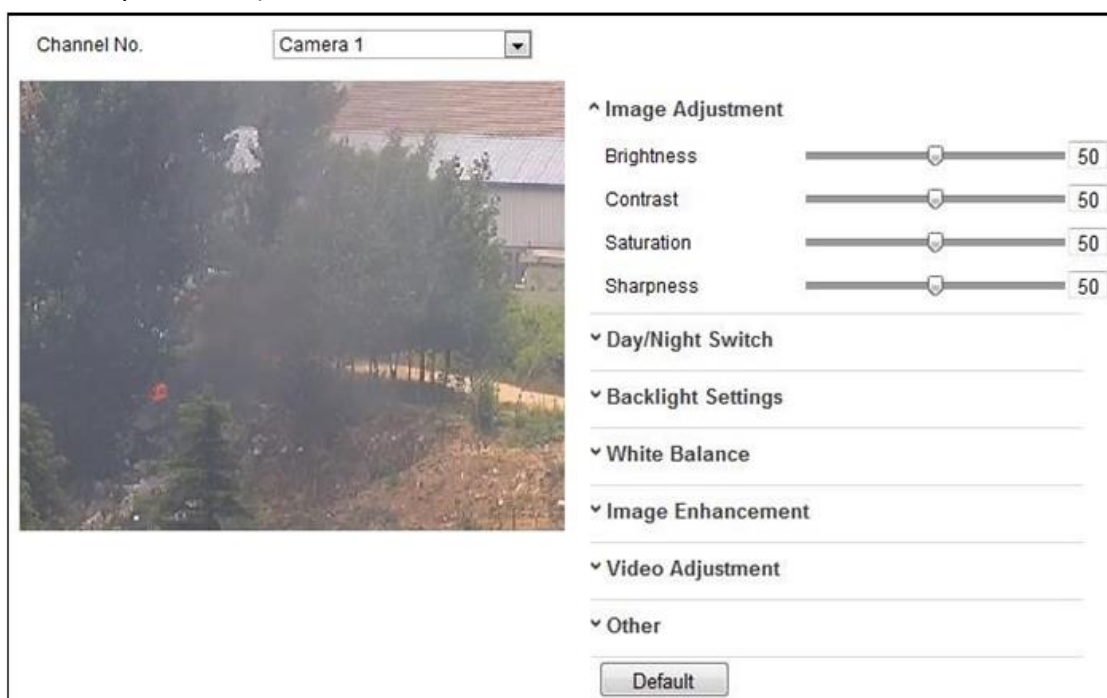 Channel No. Camera 1
Image Adjustment
Brightness 50
Contrast 50
Saturation 50
Sharpness 50
Day/Night Switch
Backlight Settings
White Balance
Image Enhancement
Video Adjustment
Other
Default